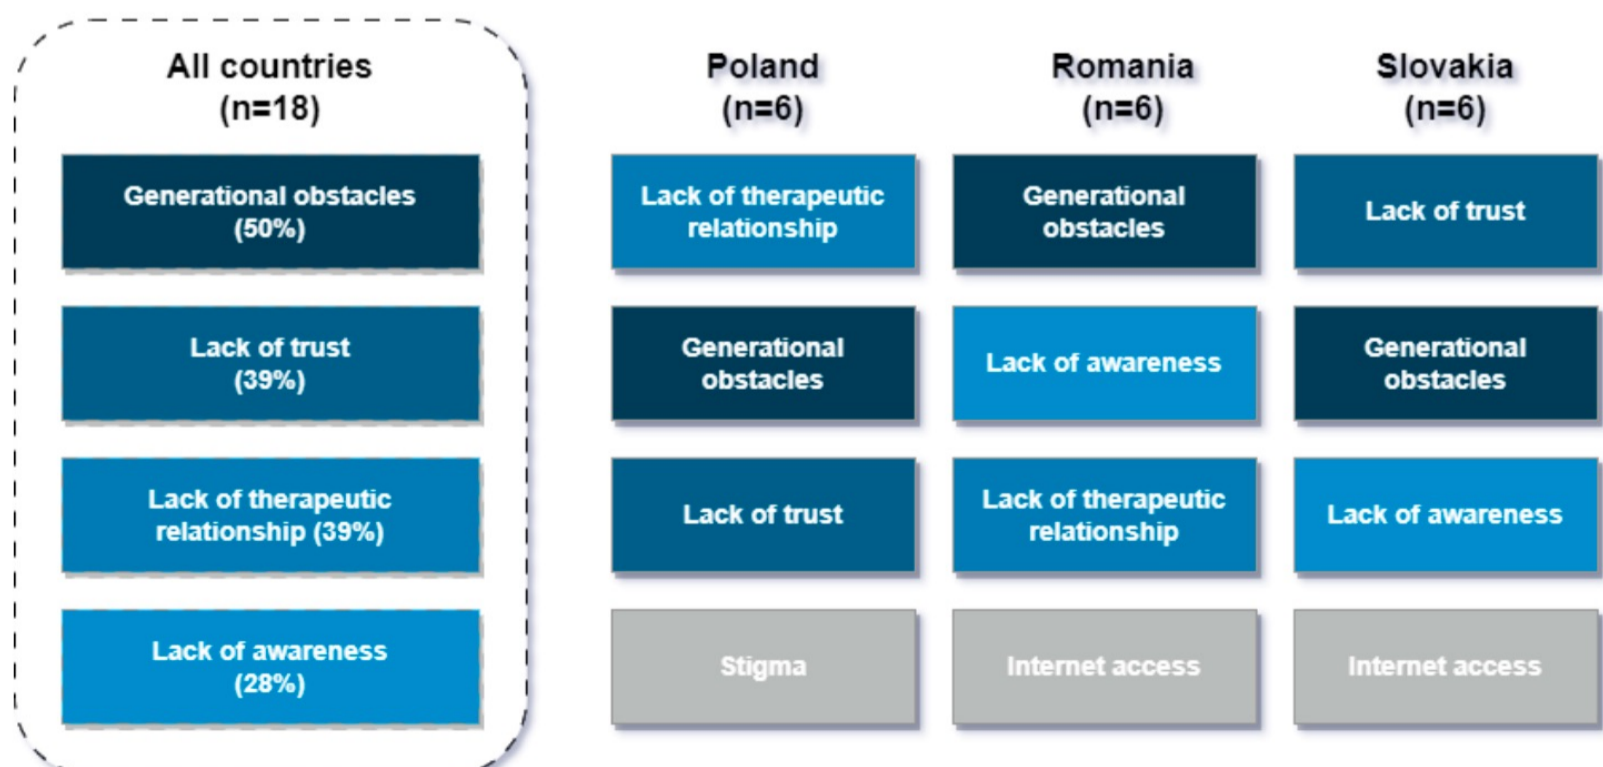 All countries
(n=18)
Generational obstacles
(50%)
Lack of trust
(39%)
Lack of therapeutic
relationship (39%)
Lack of awareness
(28%)
Poland
(n=6)
Lack of therapeutic
relationship
Generational
obstacles
Lack of trust
Stigma
Romania
(n=6)
Generational
obstacles
Lack of awareness
Lack of therapeutic
relationship
Internet access
Slovakia
(n=6)
Lack of trust
Generational
obstacles
Lack of awareness
Internet access